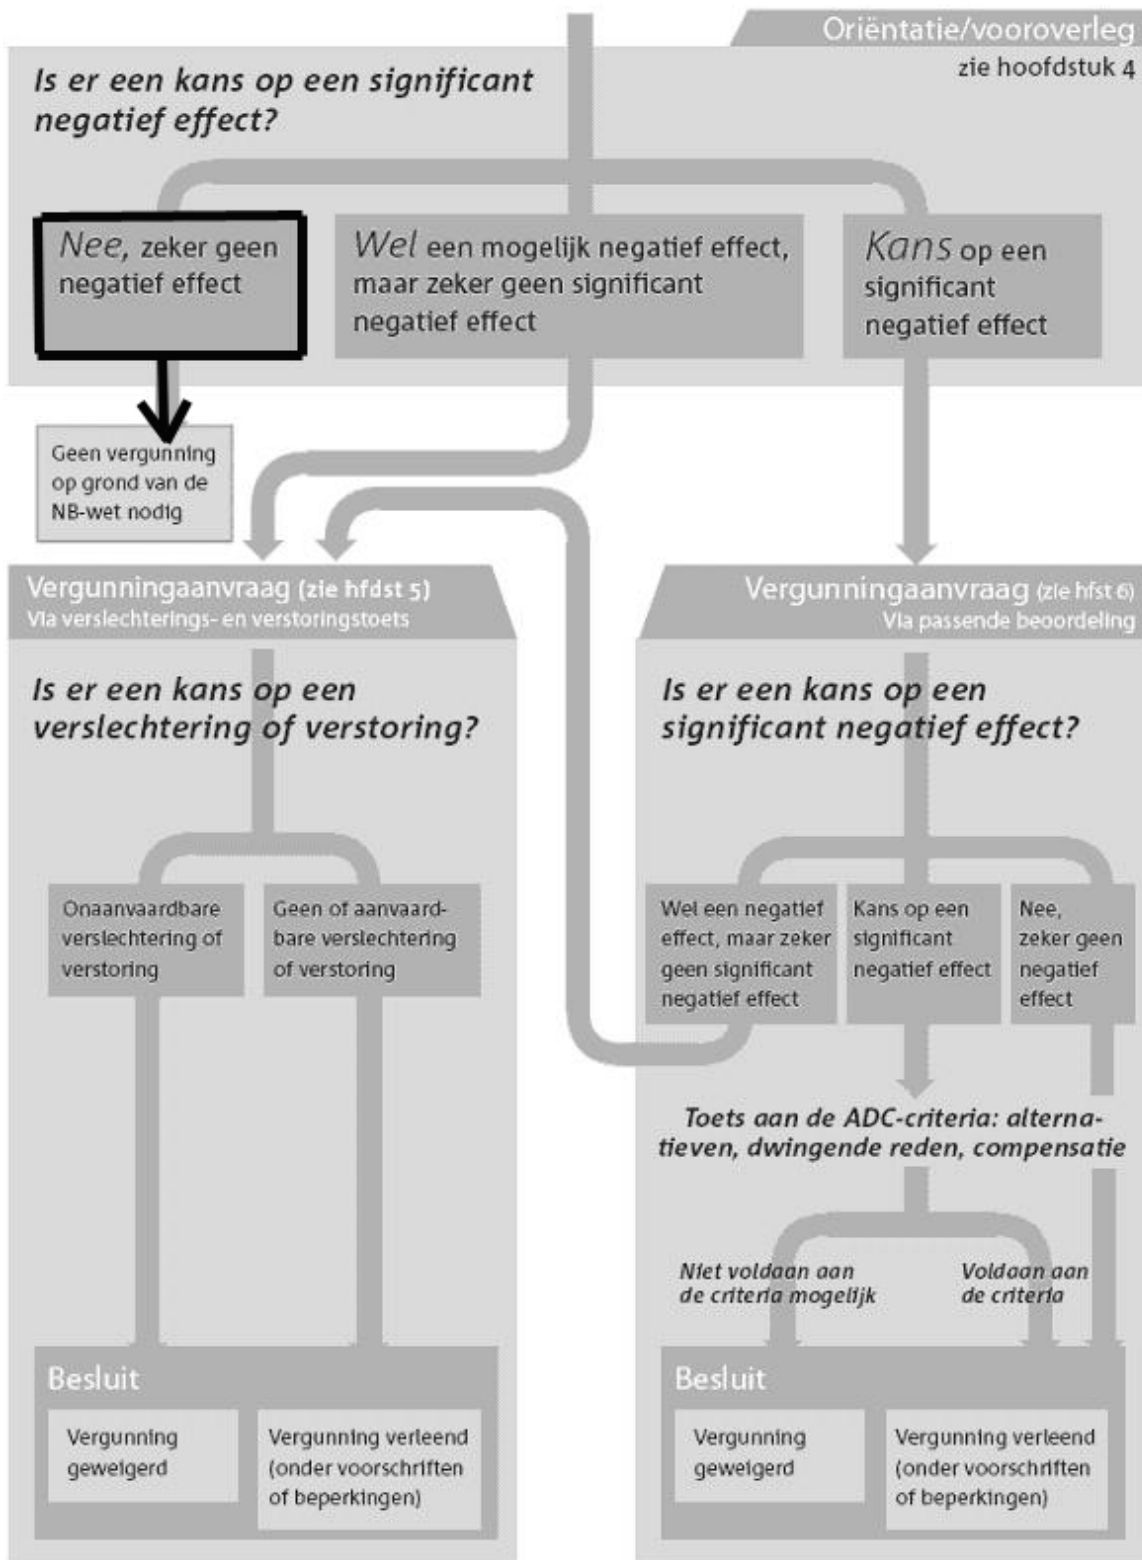 Oriëntatie/vooroverleg
zie hoofdstuk 4
Is er een kans op een significant
negatief effect?
Nee, zeker geen
negatief effect
Wel een mogelijk negatief effect,
maar zeker geen significant
negatief effect
Kans op een
significant
negatief effect
Geen vergunning
op grond van de
NB-wet nodig
Vergunningaanvraag (zie hfdst 5)
Via verslechterings- en verstoringstoets
Is er een kans op een
verslechtering of verstoring?
Onaanvaardbare
verslechtering of
verstoring
Geen of aanvaard-
bare verslechtering
of verstoring
Besluit
Vergunning
geweigerd
Vergunning verleend
(onder voorschriften
of beperkingen)
Vergunningaanvraag (zie hfst 6)
Via passende beoordeling
Is er een kans op een
significant negatief effect?
Wel een negatief
effect, maar zeker
geen significant
negatief effect
Kans op een
significant
negatief effect
Nee,
zeker geen
negatief
effect
Toets aan de ADC-criteria: alterna-
tieven, dwingende reden, compensatie
Niet voldaan aan
de criteria mogelijk
Voldaan aan
de criteria
Besluit
Vergunning
geweigerd
Vergunning verleend
(onder voorschriften
of beperkingen)